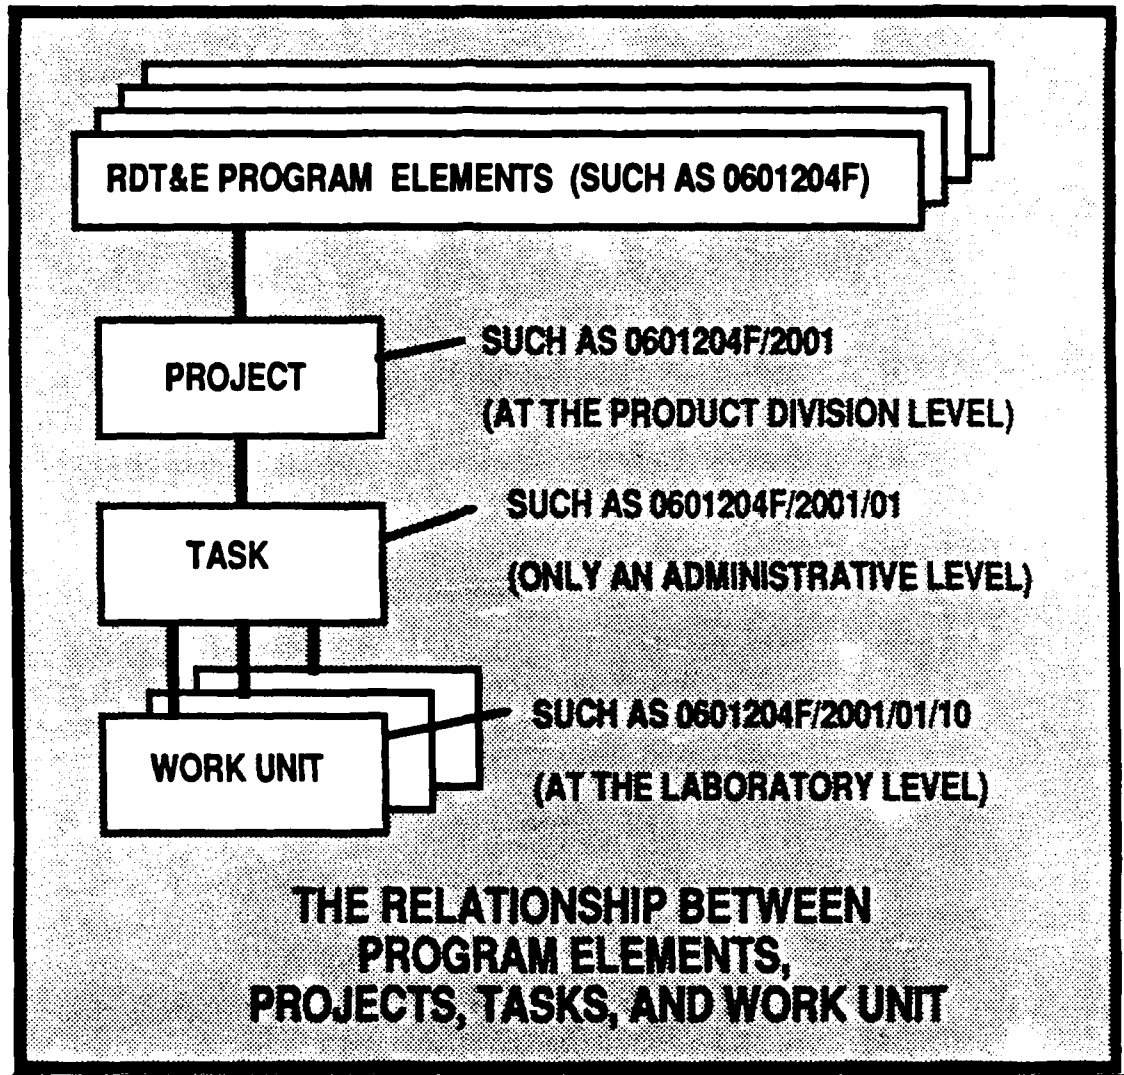 RDT&E PROGRAM ELEMENTS (SUCH AS 0601204F)
PROJECT
SUCH AS 0601204F/2001
(AT THE PRODUCT DIVISION LEVEL)
TASK
SUCH AS 0601204F/2001/01
(ONLY AN ADMINISTRATIVE LEVEL)
WORK UNIT
SUCH AS 0601204F/2001/01/10
(AT THE LABORATORY LEVEL)
THE RELATIONSHIP BETWEEN
PROGRAM ELEMENTS,
PROJECTS, TASKS, AND WORK UNIT